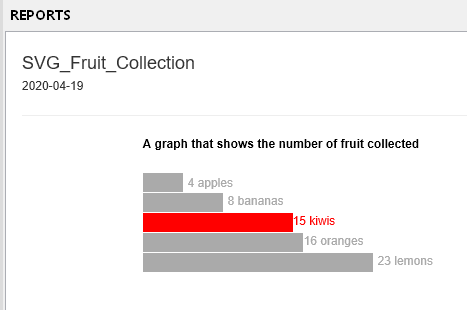 REPORTS
SVG_Fruit_Collection
2020-04-19
A graph that shows the number of fruit collected
4 apples
8 bananas
15 kiwis
16 oranges
23 lemons